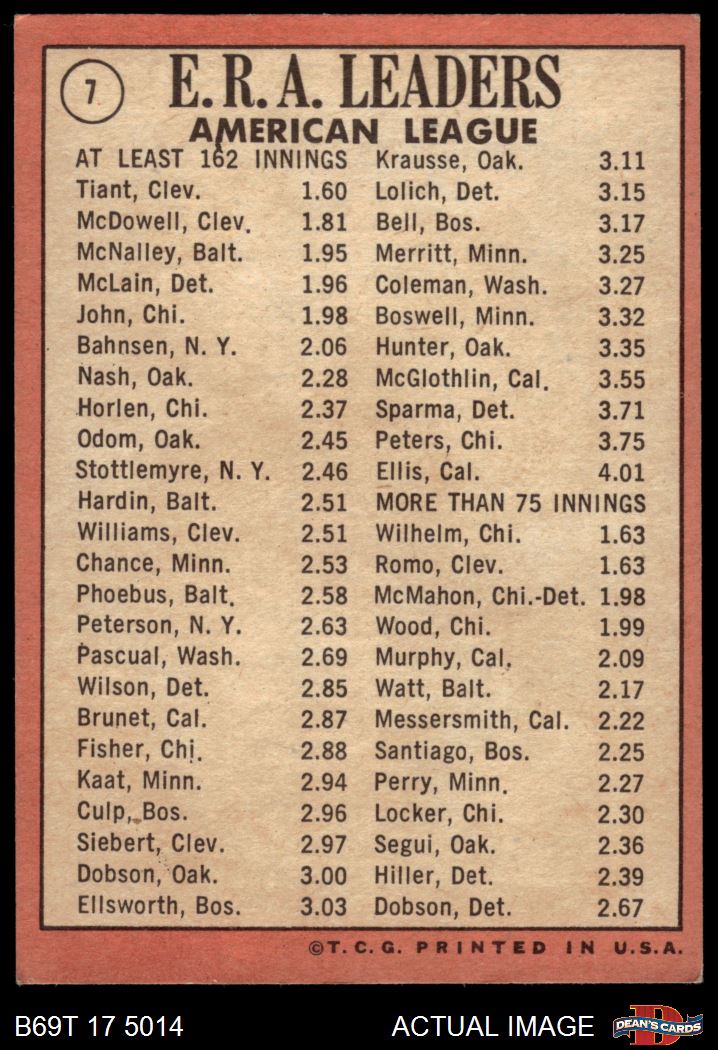 7
E. R. A. LEADERS
AMERICAN LEAGUE
AT LEAST 162 INNINGS
Tiant, Clev. 1.60
McDowell, Clev. 1.81
McNalley, Balt. 1.95
McLain, Det. 1.96
John, Chi. 1.98
Bahnsen, N. Y. 2.06
Nash, Oak. 2.28
Horlen, Chi. 2.37
Odom, Oak. 2.45
Stottlemyre, N. Y. 2.46
Hardin, Balt. 2.51
Williams, Clev. 2.51
Chance, Minn. 2.53
Phoebus, Balt. 2.58
Peterson, N. Y. 2.63
Pascual, Wash. 2.69
Wilson, Det. 2.85
Brunet, Cal. 2.87
Fisher, Chi. 2.88
Kaat, Minn. 2.94
Culp, Bos. 2.96
Siebert, Clev. 2.97
Dobson, Oak. 3.00
Ellsworth, Bos. 3.03
Krausse, Oak. 3.11
Lolich, Det. 3.15
Bell, Bos. 3.17
Merritt, Minn. 3.25
Coleman, Wash. 3.27
Boswell, Minn. 3.32
Hunter, Oak. 3.35
McGlothlin, Cal. 3.55
Sparma, Det. 3.71
Peters, Chi. 3.75
Ellis, Cal. 4.01
MORE THAN 75 INNINGS
Wilhelm, Chi. 1.63
Romo, Clev. 1.63
McMahon, Chi.-Det. 1.98
Wood, Chi. 1.99
Murphy, Cal. 2.09
Watt, Balt. 2.17
Messersmith, Cal. 2.22
Santiago, Bos. 2.25
Perry, Minn. 2.27
Locker, Chi. 2.30
Segui, Oak. 2.36
Hiller, Det. 2.39
Dobson, Det. 2.67
©T. C. G. PRINTED IN U.S.A.
B69T 17 5014 ACTUAL IMAGE
DEAN'S CARDS